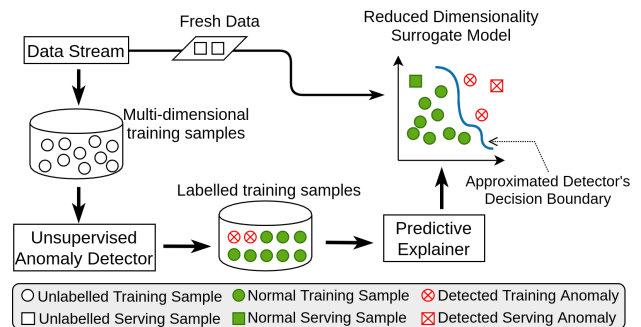 Fresh Data
Reduced Dimensionality
Surrogate Model
Data Stream
Multi-dimensional
training samples
Labelled training samples
Approximated Detector's
Decision Boundary
Unsupervised
Anomaly Detector
Predictive
Explainer
Unlabelled Training Sample
Normal Training Sample
Detected Training Anomaly
Unlabelled Serving Sample
Normal Serving Sample
Detected Serving Anomaly